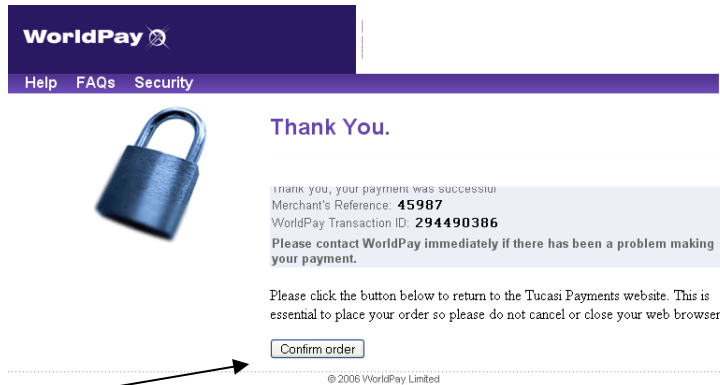 WorldPay
Help FAQs Security
Thank You.
Thank you, your payment was successful
Merchant's Reference: 45987
WorldPay Transaction ID: 294490386
Please contact WorldPay immediately if there has been a problem making
your payment.
Please click the button below to return to the Tucasi Payments website. This is
essential to place your order so please do not cancel or close your web browser
Confirm order
© 2006 WorldPay Limited